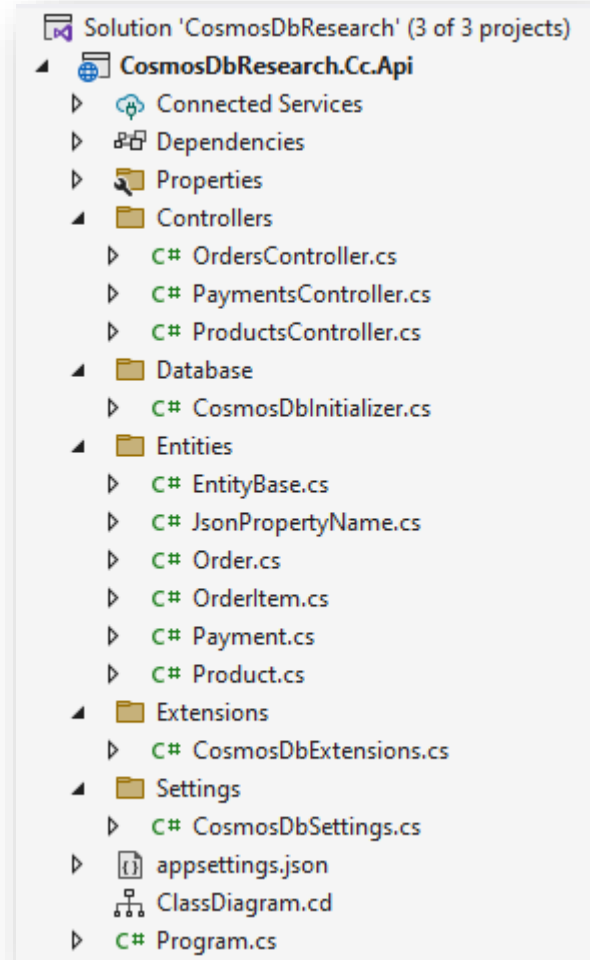 Solution 'CosmosDbResearch' (3 of 3 projects)
CosmosDbResearch.Cc.Api
Connected Services
Dependencies
Properties
Controllers
C# OrdersController.cs
C# PaymentsController.cs
C# ProductsController.cs
Database
C# CosmosDbInitializer.cs
Entities
C# EntityBase.cs
C# JsonPropertyName.cs
C# Order.cs
C# OrderItem.cs
C# Payment.cs
C# Product.cs
Extensions
C# CosmosDbExtensions.cs
Settings
C# CosmosDbSettings.cs
appsettings.json
ClassDiagram.cd
C# Program.cs